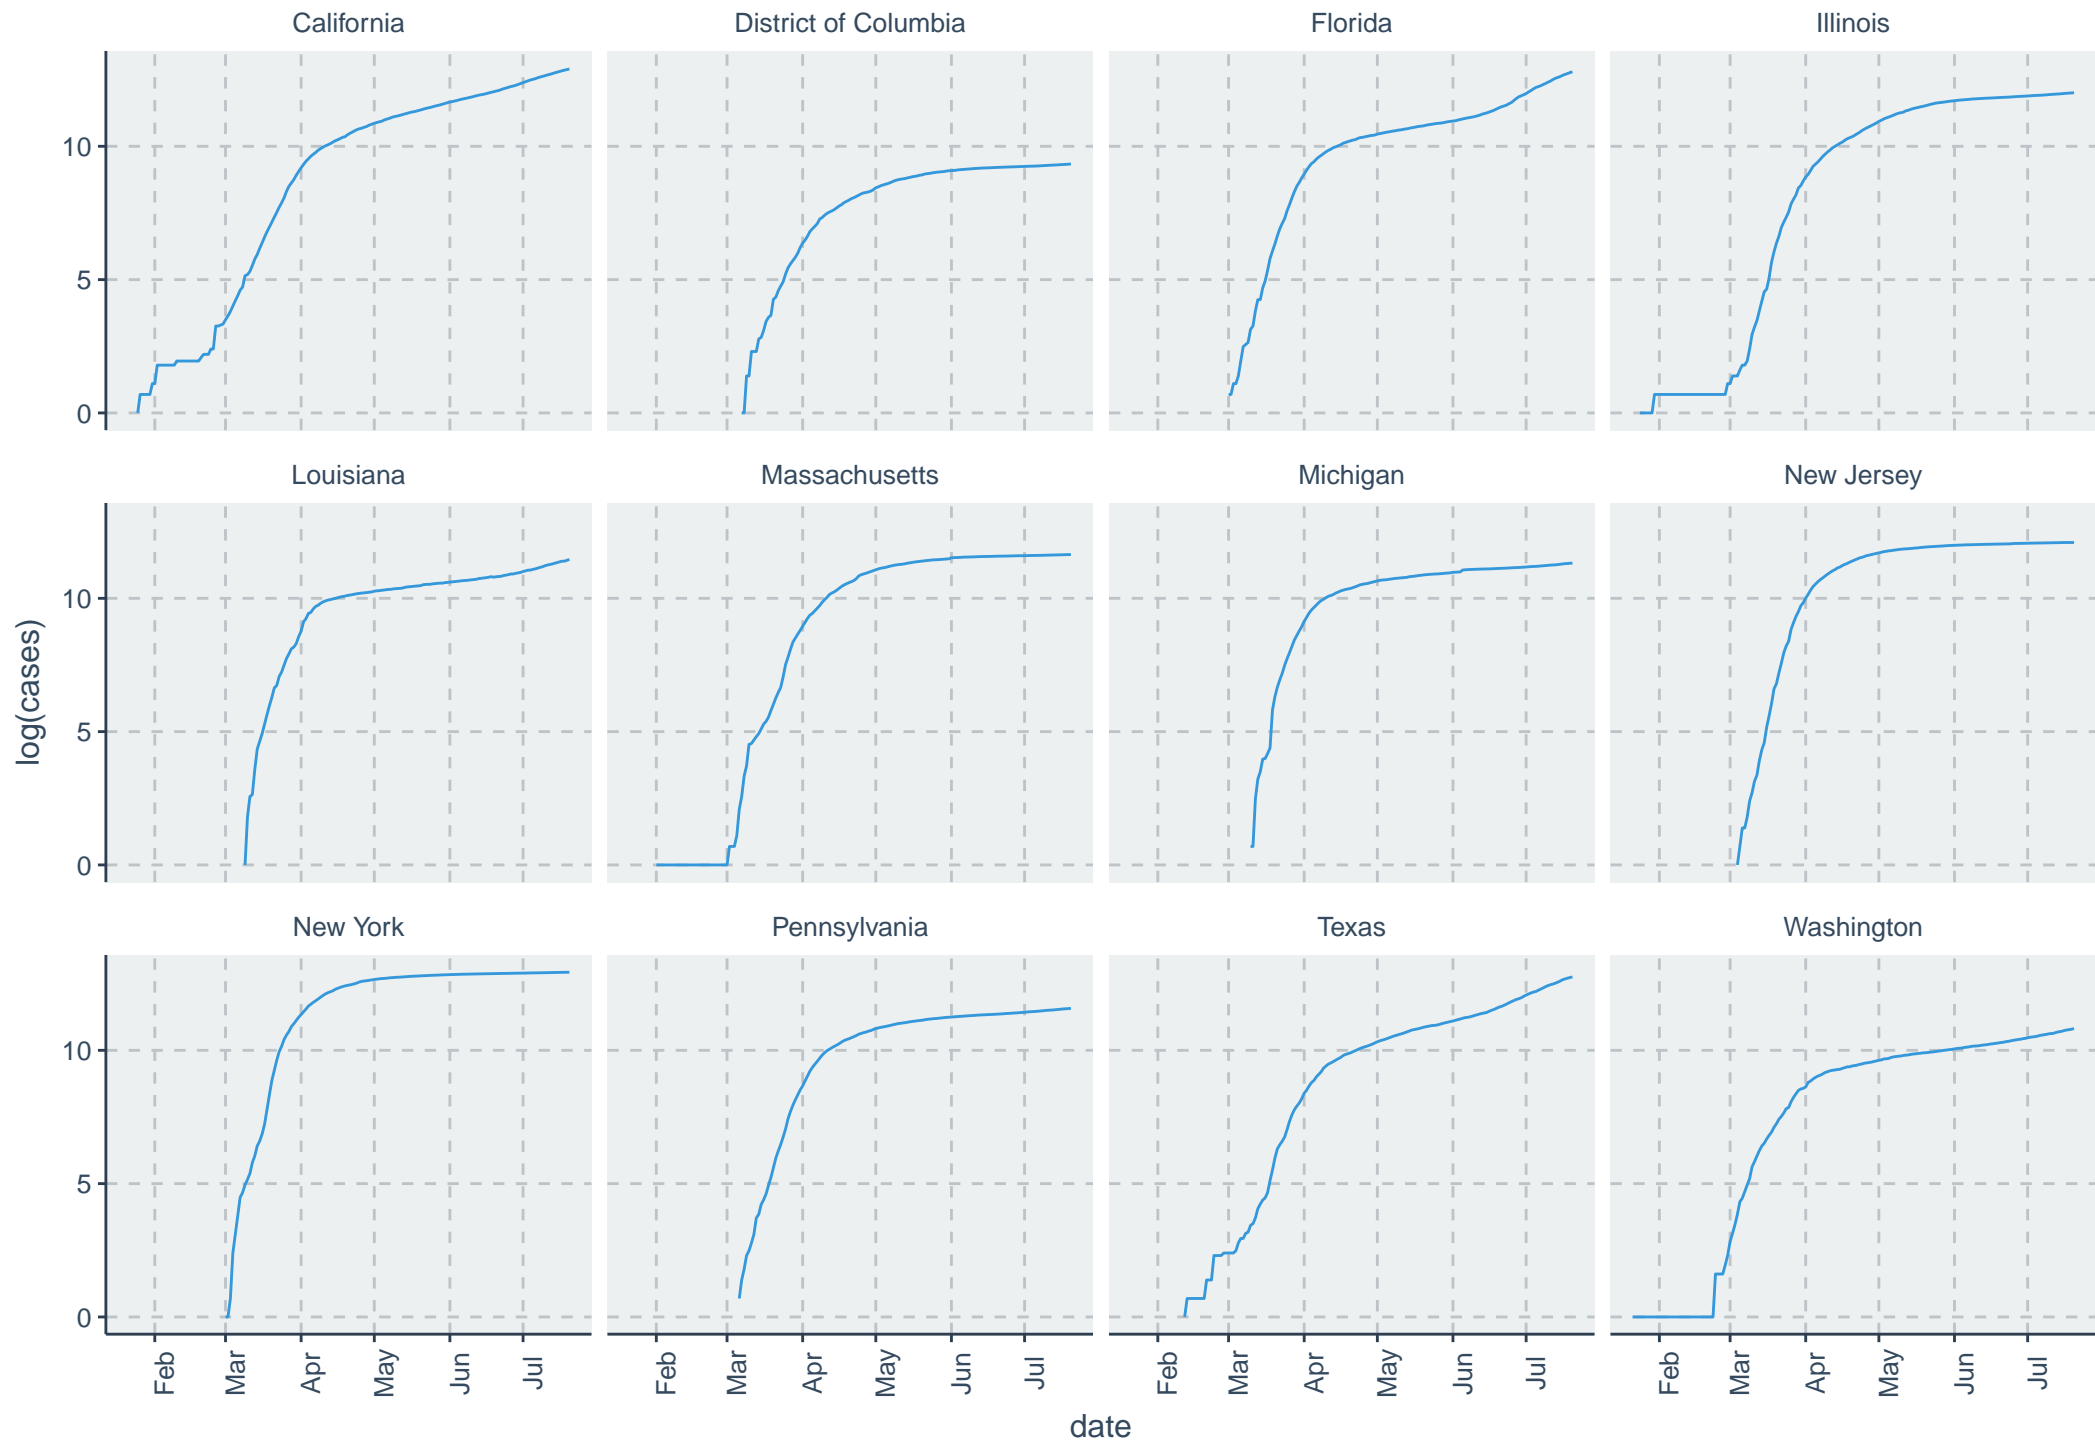 California District of Columbia Florida Illinois
10
5
0
Louisiana Massachusetts Michigan New Jersey
10
5
0
log(cases)
New York Pennsylvania Texas Washington
10
5
0
Feb Mar Apr May Jun Jul Feb Mar Apr May Jun Jul Feb Mar Apr May Jun Jul Feb Mar Apr May Jun Jul
date